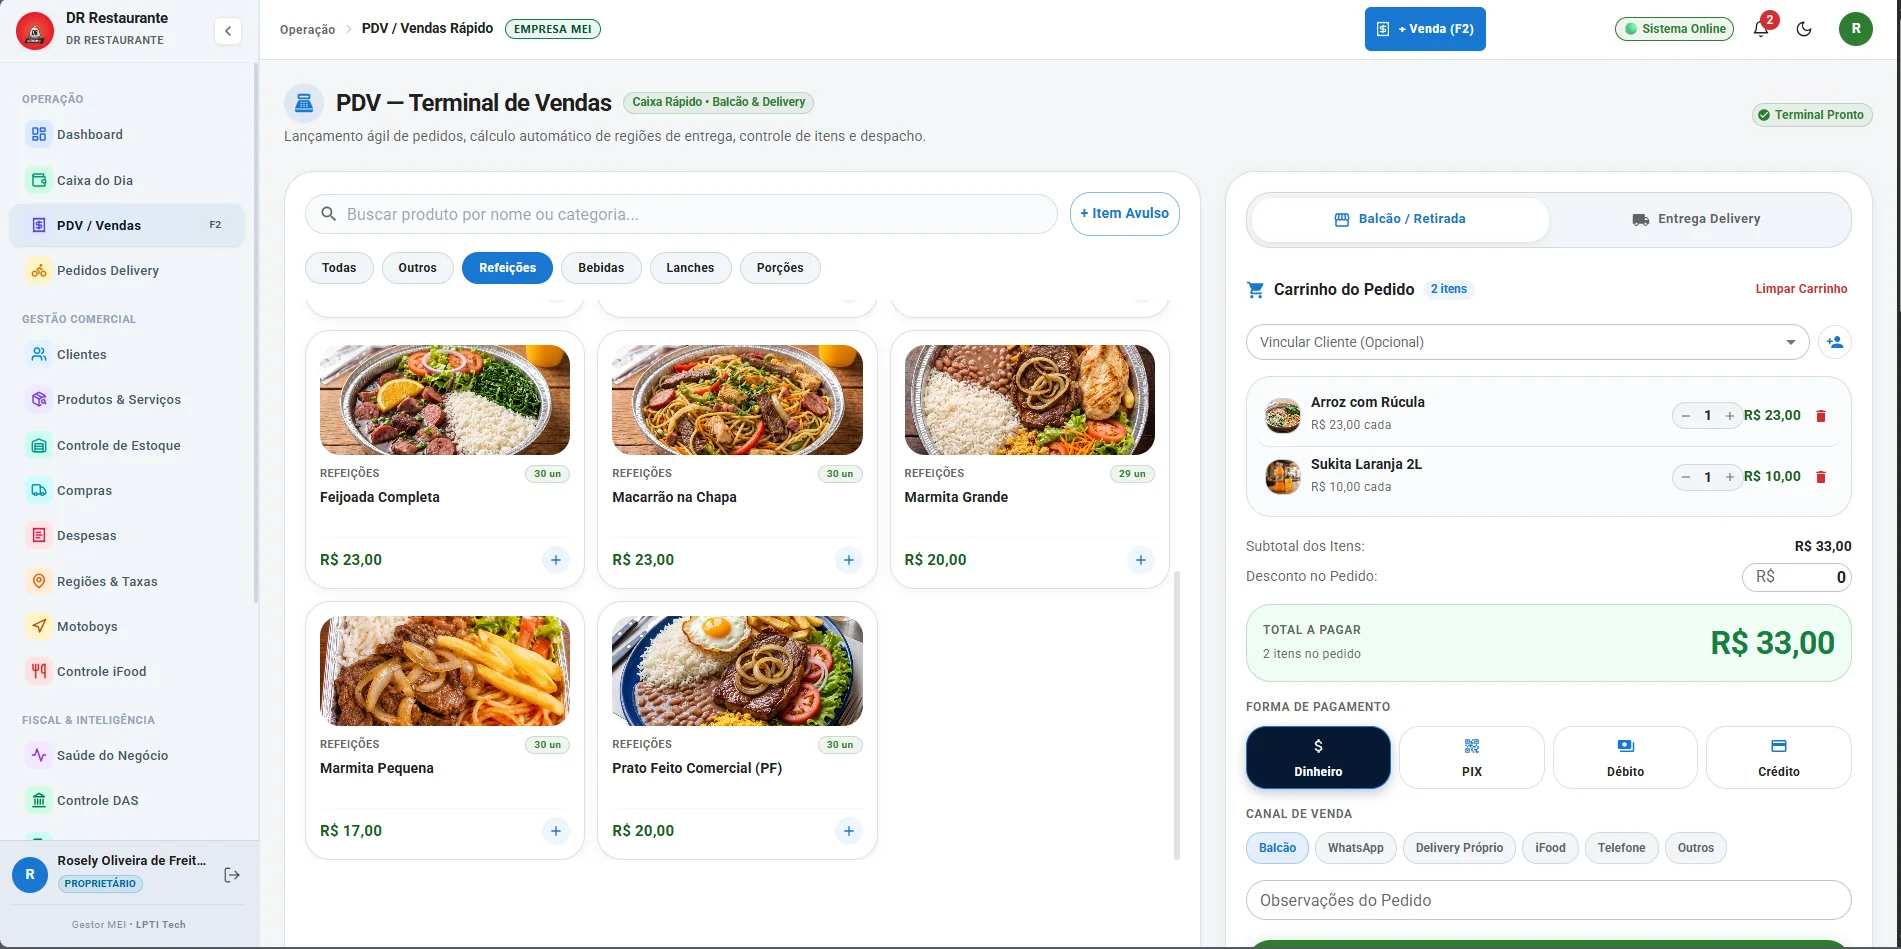 DR Restaurante
DR RESTAURANTE
OPERAÇÃO
Dashboard
Caixa do Dia
PDV / Vendas F2
Pedidos Delivery
GESTÃO COMERCIAL
Clientes
Produtos & Serviços
Controle de Estoque
Compras
Despesas
Regiões & Taxas
Motoboys
Controle iFood
FISCAL & INTELIGÊNCIA
Saúde do Negócio
Controle DAS
R Rosely Oliveira de Freit...
PROPRIETÁRIO
Gestor MEI • LPTI Tech
Operação > PDV / Vendas Rápido EMPRESA MEI
+ Venda (F2)
Sistema Online 2 R
PDV — Terminal de Vendas Caixa Rápido • Balcão & Delivery
Lançamento ágil de pedidos, cálculo automático de regiões de entrega, controle de itens e despacho.
Terminal Pronto
Buscar produto por nome ou categoria...
+ Item Avulso
Todas Outros Refeições Bebidas Lanches Porções
REFEIÇÕES 30 un
Feijoada Completa
R$ 23,00 +
REFEIÇÕES 30 un
Macarrão na Chapa
R$ 23,00 +
REFEIÇÕES 29 un
Marmita Grande
R$ 20,00 +
REFEIÇÕES 30 un
Marmita Pequena
R$ 17,00 +
REFEIÇÕES 30 un
Prato Feito Comercial (PF)
R$ 20,00 +
Balcão / Retirada Entrega Delivery
Carrinho do Pedido 2 itens Limpar Carrinho
Vincular Cliente (Opcional)
Arroz com Rúcula
R$ 23,00 cada
− 1 + R$ 23,00
Sukita Laranja 2L
R$ 10,00 cada
− 1 + R$ 10,00
Subtotal dos Itens: R$ 33,00
Desconto no Pedido: R$ 0
TOTAL A PAGAR
2 itens no pedido
R$ 33,00
FORMA DE PAGAMENTO
Dinheiro PIX Débito Crédito
CANAL DE VENDA
Balcão WhatsApp Delivery Próprio iFood Telefone Outros
Observações do Pedido